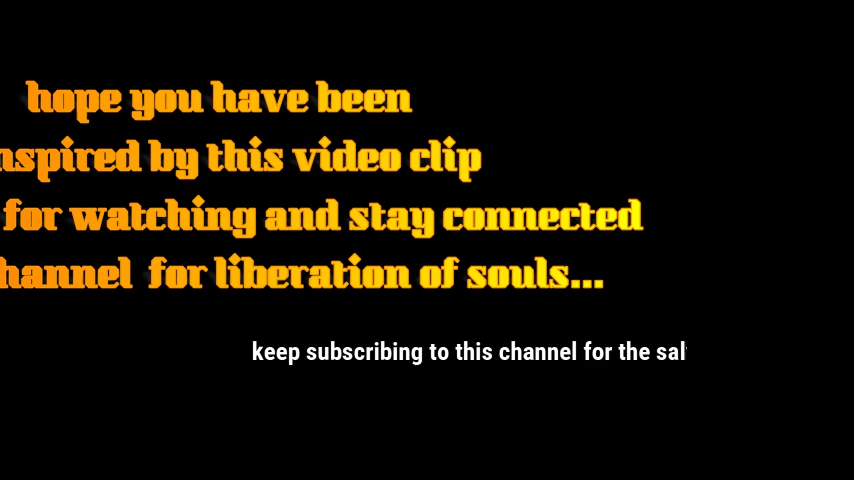 hope you have been
nspired by this video clip
for watching and stay connected
hannel for liberation of souls...
keep subscribing to this channel for the sal